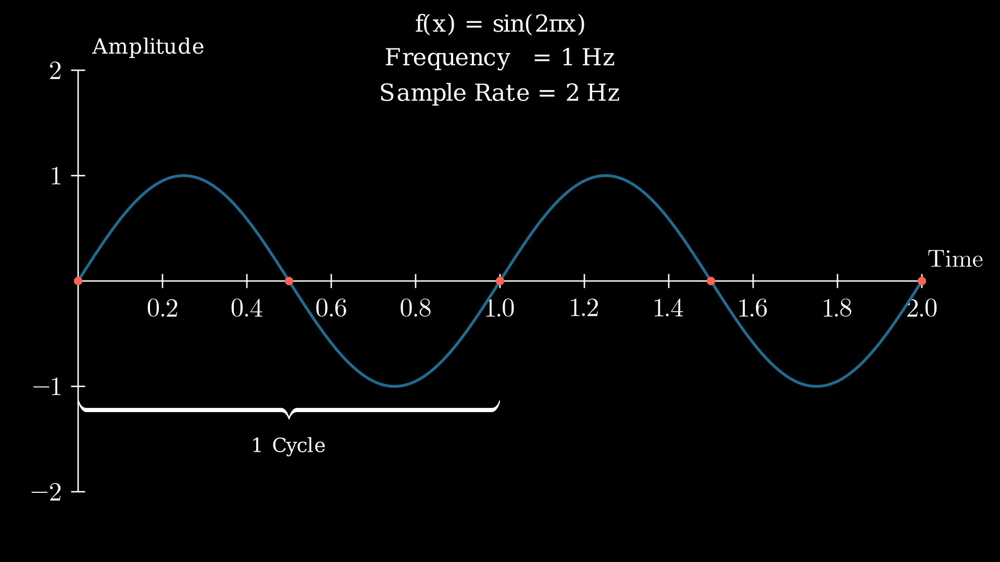 f(x) = sin(2πx)
Frequency = 1 Hz
Sample Rate = 2 Hz
Amplitude
2
1
Time
0.2 0.4 0.6 0.8 1.0 1.2 1.4 1.6 1.8 2.0
−1
1 Cycle
−2